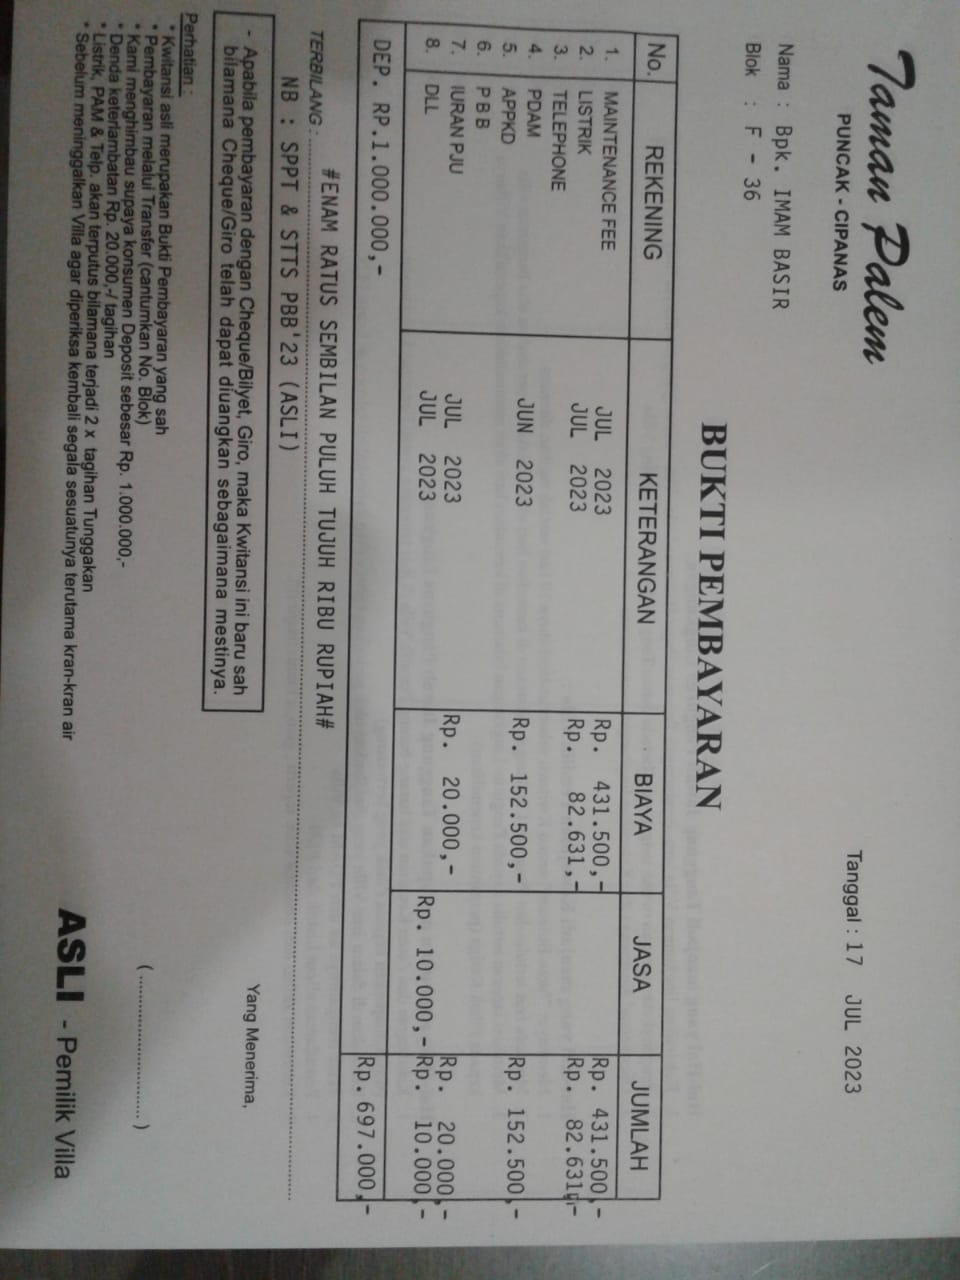 Taman Palem
PUNCAK - CIPANAS
Tanggal : 17 JUL 2023
BUKTI PEMBAYARAN
Nama : Bpk. IMAM BASIR
Blok : F - 36
No. REKENING KETERANGAN BIAYA JASA JUMLAH
1. MAINTENANCE FEE JUL 2023 Rp. 431.500,- Rp. 431.500,-
2. LISTRIK JUL 2023 Rp. 82.631,- Rp. 82.631,-
3. TELEPHONE
4. PDAM JUN 2023 Rp. 152.500,- Rp. 152.500,-
5. APPKD
6. P B B
7. IURAN PJU JUL 2023 Rp. 20.000,- Rp. 20.000,-
8. DLL JUL 2023 Rp. 10.000,- Rp. 10.000,-
DEP. RP.1.000.000,- Rp. 697.000,-
#ENAM RATUS SEMBILAN PULUH TUJUH RIBU RUPIAH#
TERBILANG :
NB : SPPT & STTS PBB'23 (ASLI)
- Apabila pembayaran dengan Cheque/Bilyet, Giro, maka Kwitansi ini baru sah
bilamana Cheque/Giro telah dapat diuangkan sebagaimana mestinya.
Yang Menerima,
Perhatian :
* Kwitansi asli merupakan Bukti Pembayaran yang sah
* Pembayaran melalui Transfer (cantumkan No. Blok)
* Kami menghimbau supaya konsumen Deposit sebesar Rp. 1.000.000,-
* Denda keterlambatan Rp. 20.000,-/ tagihan
* Listrik, PAM & Telp. akan terputus bilamana terjadi 2 x tagihan Tunggakan
* Sebelum meninggalkan Villa agar diperiksa kembali segala sesuatunya terutama kran-kran air
( .......................... )
ASLI - Pemilik Villa